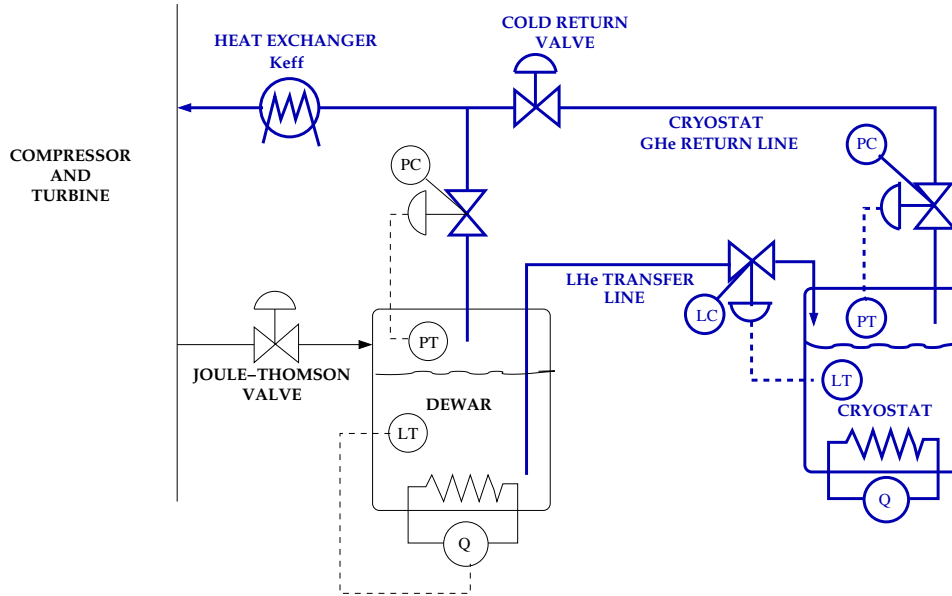 HEAT EXCHANGER
Keff
COLD RETURN
VALVE
CRYOSTAT
GHe RETURN LINE
COMPRESSOR
AND
TURBINE
PC
PC
LHe TRANSFER
LINE
LC
PT
PT
JOULE–THOMSON
VALVE
LT
DEWAR
LT
CRYOSTAT
Q
Q